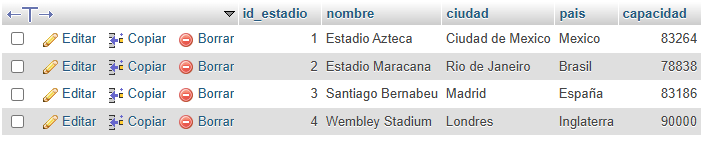 id_estadio nombre ciudad pais capacidad
Editar Copiar Borrar 1 Estadio Azteca Ciudad de Mexico Mexico 83264
Editar Copiar Borrar 2 Estadio Maracana Rio de Janeiro Brasil 78838
Editar Copiar Borrar 3 Santiago Bernabeu Madrid España 83186
Editar Copiar Borrar 4 Wembley Stadium Londres Inglaterra 90000